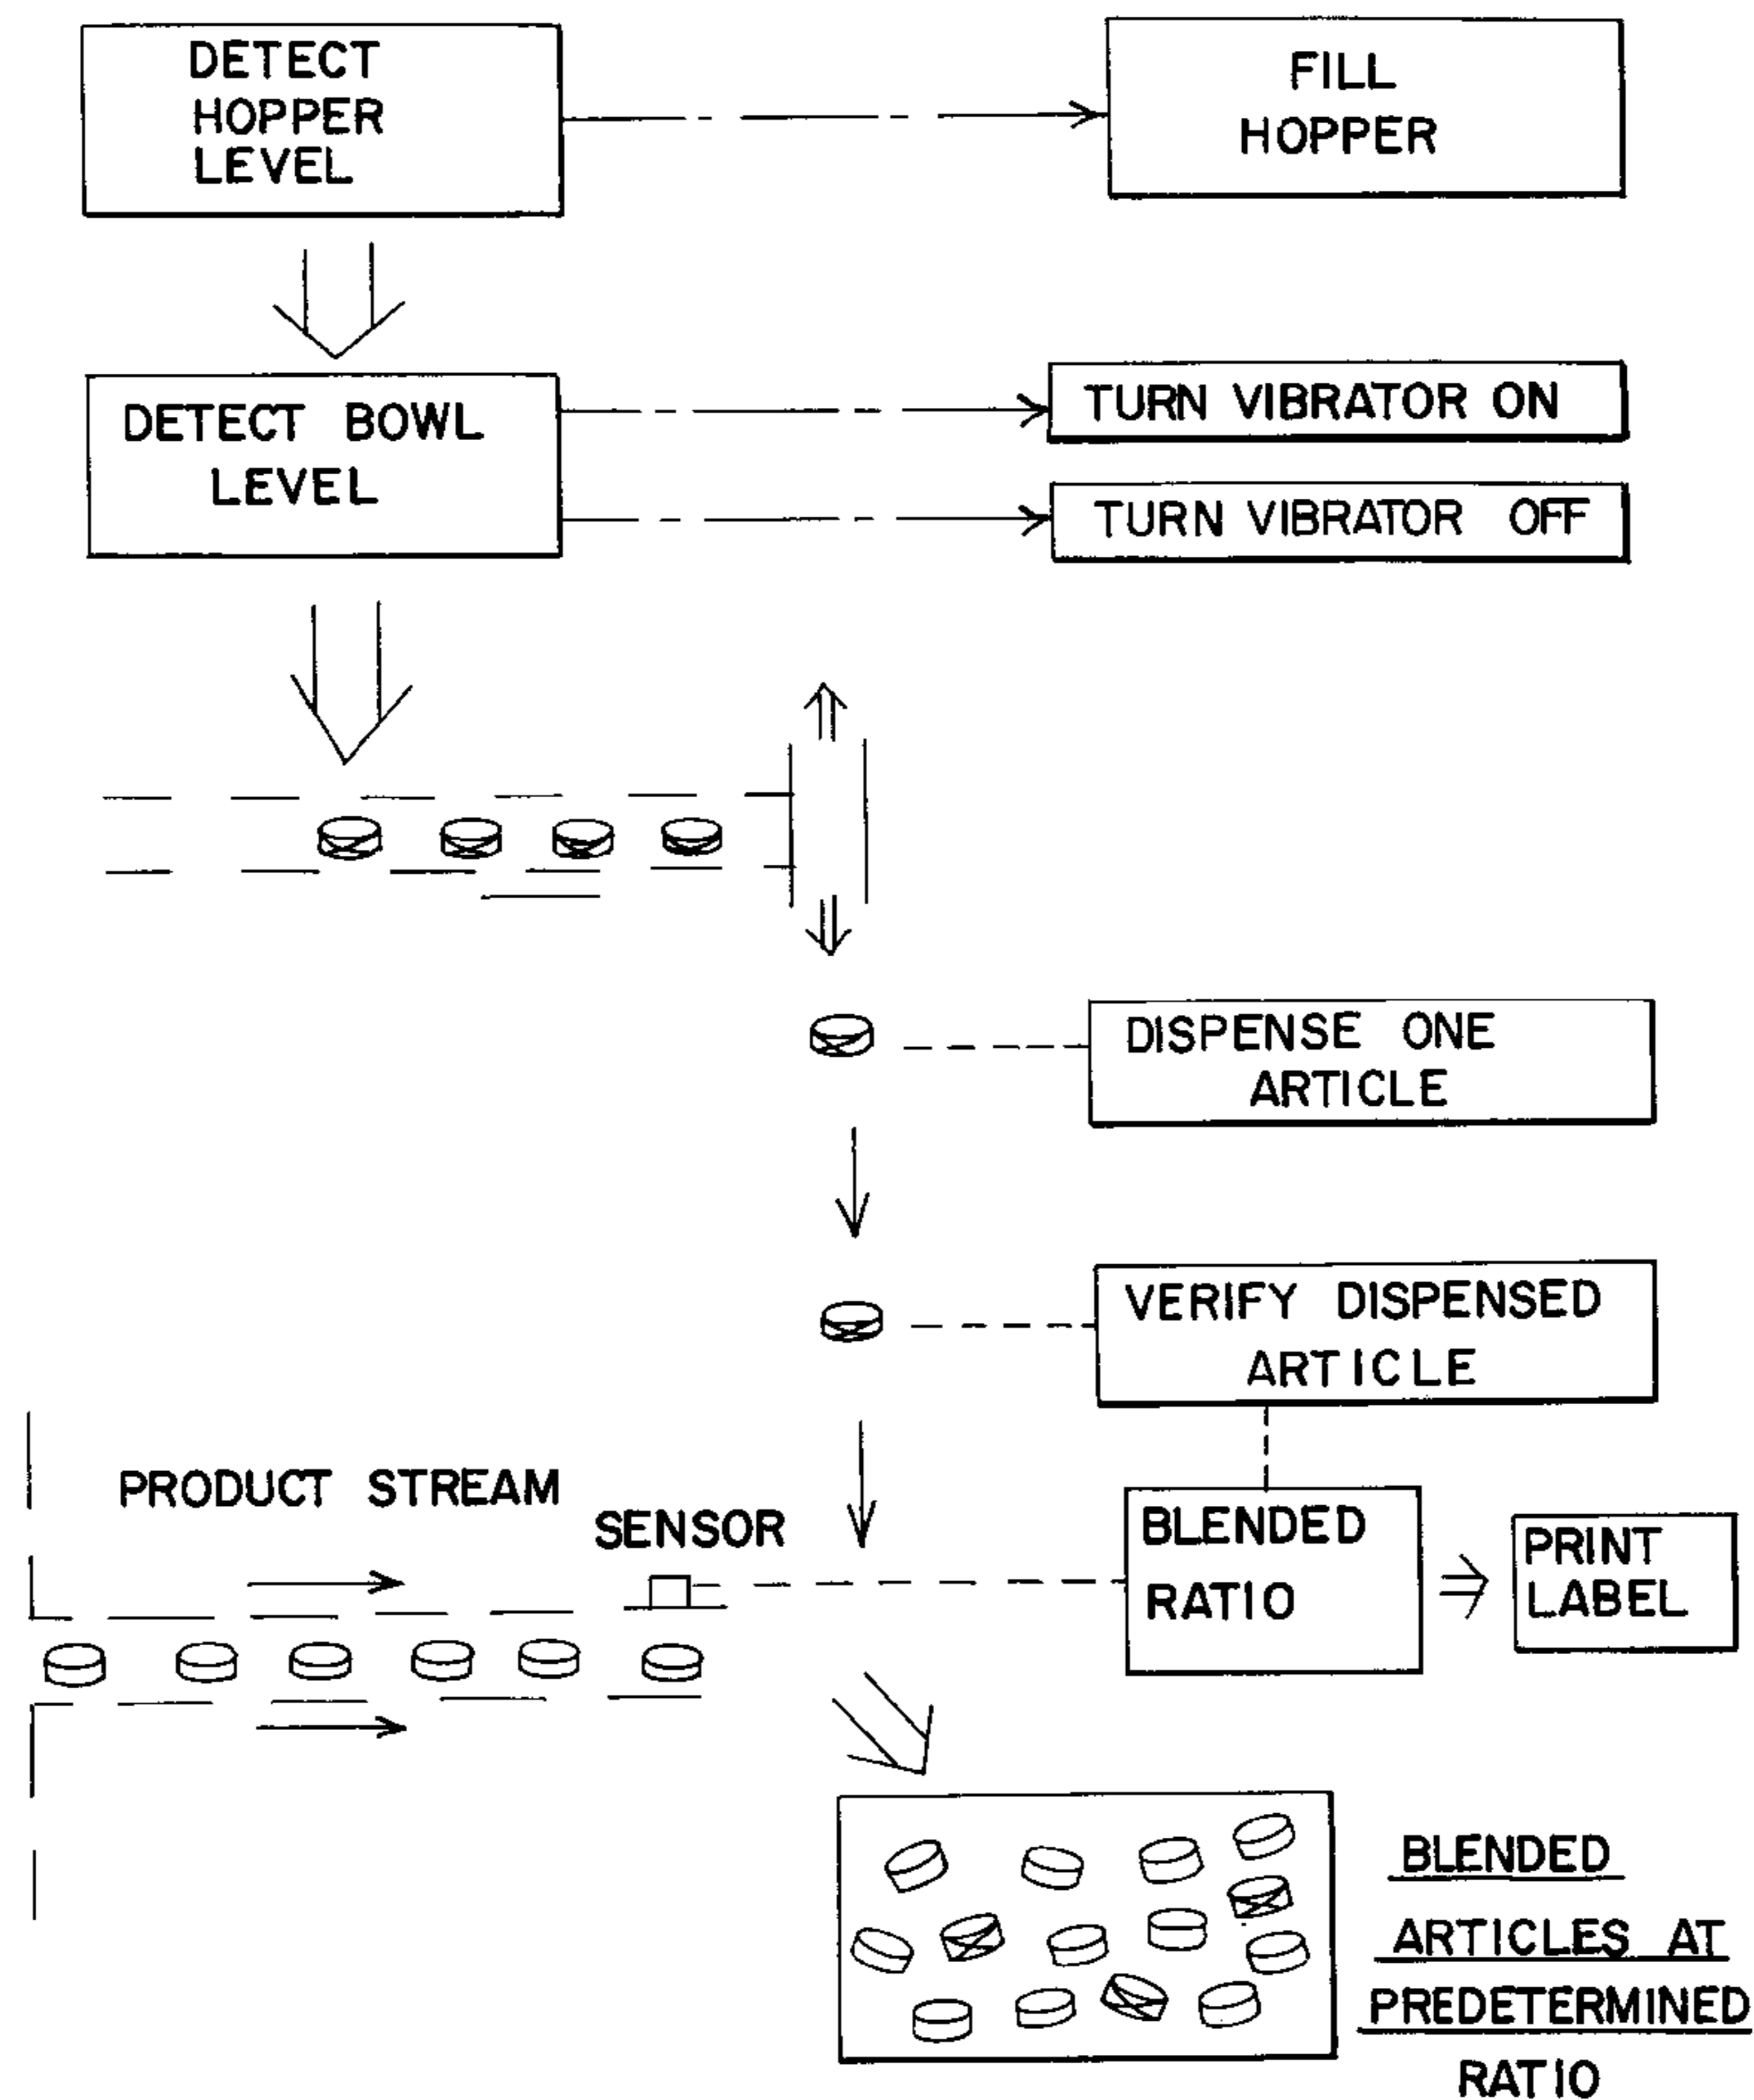 DETECT
HOPPER
LEVEL
FILL
HOPPER
DETECT BOWL
LEVEL
TURN VIBRATOR ON
TURN VIBRATOR OFF
DISPENSE ONE
ARTICLE
VERIFY DISPENSED
ARTICLE
PRODUCT STREAM
SENSOR
BLENDED
RATIO
PRINT
LABEL
BLENDED
ARTICLES AT
PREDETERMINED
RATIO